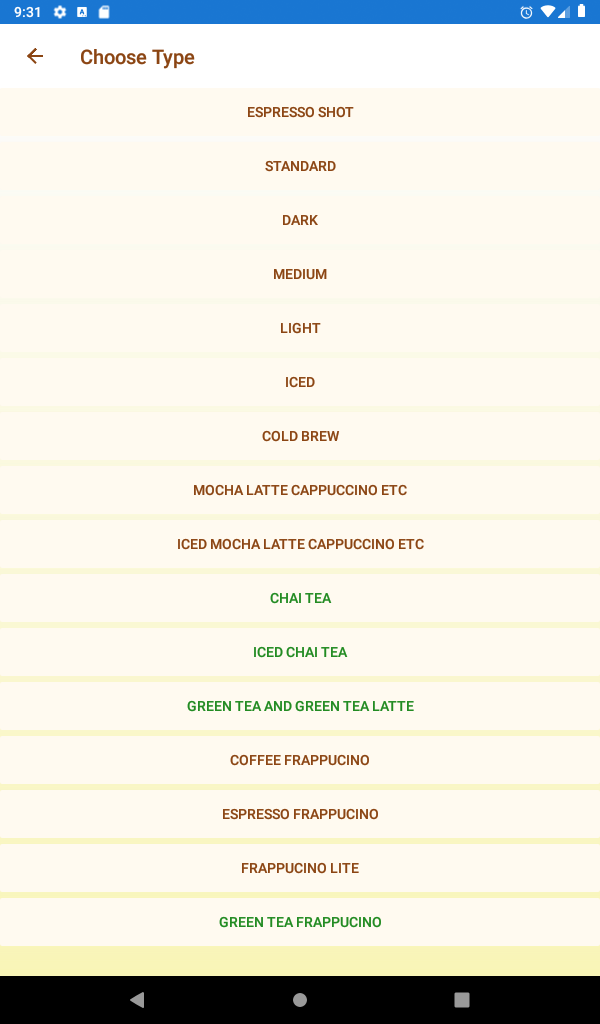 9:31
Choose Type
ESPRESSO SHOT
STANDARD
DARK
MEDIUM
LIGHT
ICED
COLD BREW
MOCHA LATTE CAPPUCCINO ETC
ICED MOCHA LATTE CAPPUCCINO ETC
CHAI TEA
ICED CHAI TEA
GREEN TEA AND GREEN TEA LATTE
COFFEE FRAPPUCINO
ESPRESSO FRAPPUCINO
FRAPPUCINO LITE
GREEN TEA FRAPPUCINO